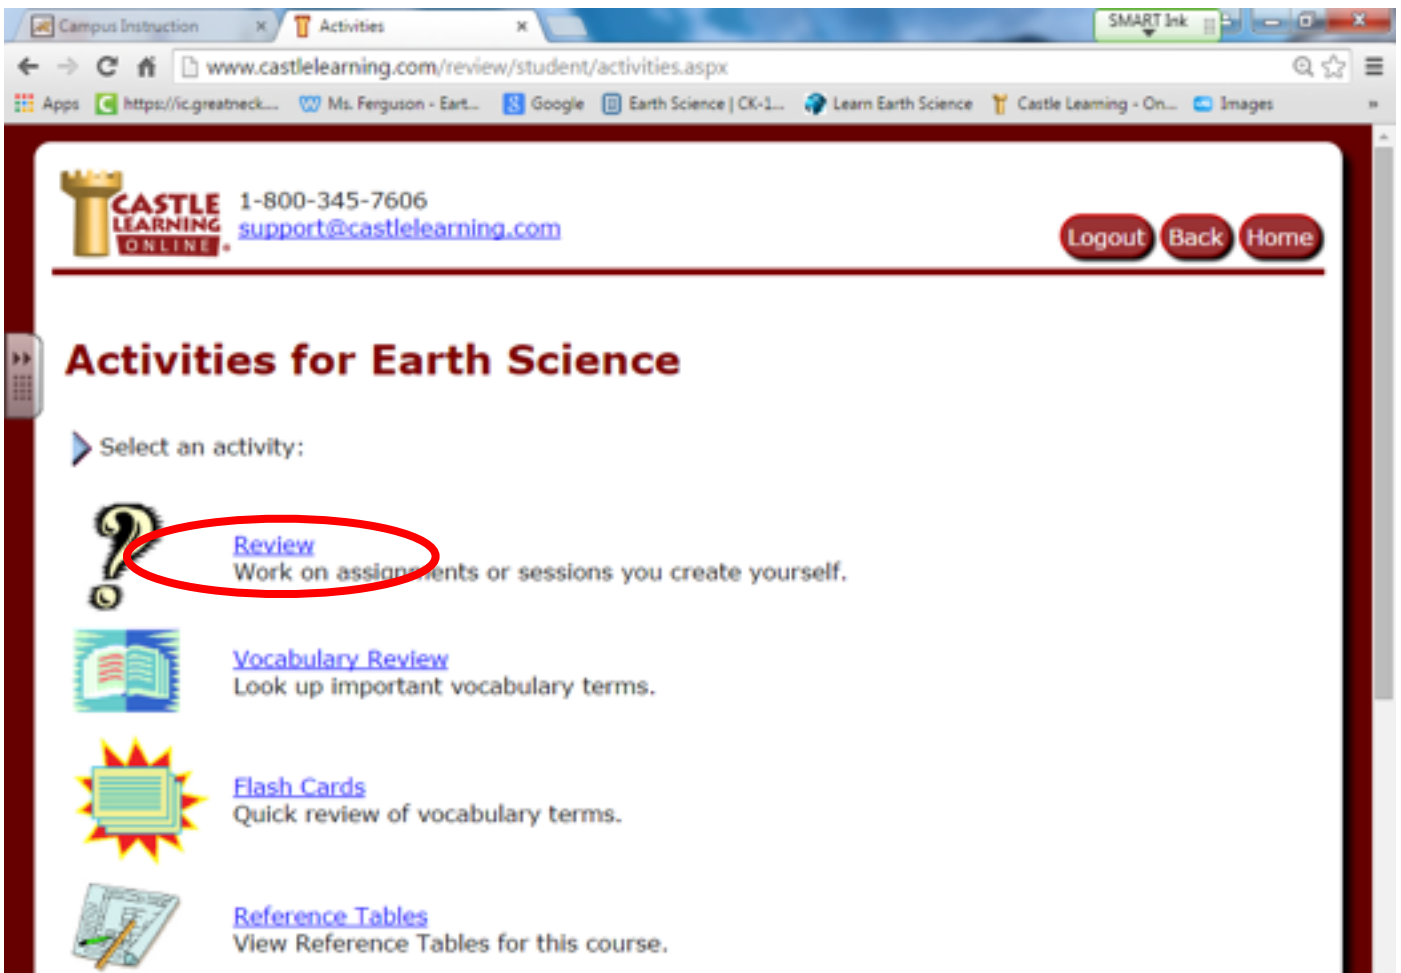 Campus Instruction
Activities
SMART Ink
www.castlelearning.com/review/student/activities.aspx
Apps
https://ic.greatneck....
Ms. Ferguson - Eart...
Google
Earth Science | CK-1...
Learn Earth Science
Castle Learning - On...
Images
CASTLE
LEARNING
ONLINE
1-800-345-7606
support@castlelearning.com
Logout
Back
Home
Activities for Earth Science
Select an activity:
Review
Work on assignments or sessions you create yourself.
Vocabulary Review
Look up important vocabulary terms.
Flash Cards
Quick review of vocabulary terms.
Reference Tables
View Reference Tables for this course.